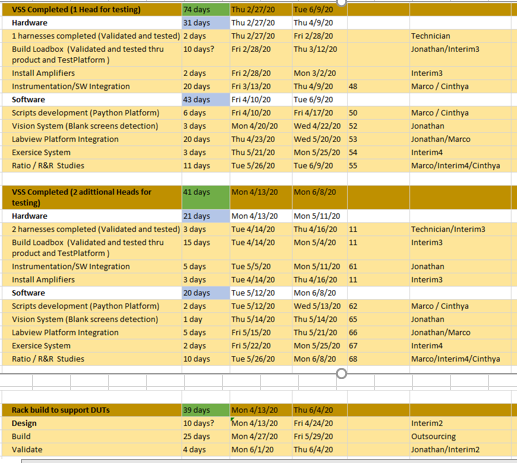 VSS Completed (1 Head for testing) 74 days Thu 2/27/20 Tue 6/9/20
Hardware 31 days Thu 2/27/20 Thu 4/9/20
1 harnesses completed (Validated and tested) 2 days Thu 2/27/20 Fri 2/28/20 Technician
Build Loadbox (Validated and tested thru 10 days? Fri 2/28/20 Thu 3/12/20 Jonathan/Interim3
product and TestPlatform )
Install Amplifiers 2 days Fri 2/28/20 Mon 3/2/20 Interim3
Instrumentation/SW Integration 20 days Fri 3/13/20 Thu 4/9/20 48 Marco / Cinthya
Software 43 days Fri 4/10/20 Tue 6/9/20
Scripts development (Paython Platform) 6 days Fri 4/10/20 Fri 4/17/20 50 Marco / Cinthya
Vision System (Blank screens detection) 3 days Mon 4/20/20 Wed 4/22/20 52 Jonathan
Labview Platform Integration 20 days Thu 4/23/20 Wed 5/20/20 53 Jonathan/Marco
Exersice System 3 days Thu 5/21/20 Mon 5/25/20 54 Interim4
Ratio / R&R Studies 11 days Tue 5/26/20 Tue 6/9/20 55 Marco/Interim4/Cinthya
VSS Completed (2 adittional Heads for 41 days Mon 4/13/20 Mon 6/8/20
testing)
Hardware 21 days Mon 4/13/20 Mon 5/11/20
2 harnesses completed (Validated and tested) 3 days Tue 4/14/20 Thu 4/16/20 11 Technician/Interim3
Build Loadbox (Validated and tested thru 15 days Tue 4/14/20 Mon 5/4/20 11 Interim3
product and TestPlatform )
Instrumentation/SW Integration 5 days Tue 5/5/20 Mon 5/11/20 61 Jonathan
Install Amplifiers 3 days Tue 4/14/20 Thu 4/16/20 11 Interim3
Software 20 days Tue 5/12/20 Mon 6/8/20
Scripts development (Paython Platform) 2 days Tue 5/12/20 Wed 5/13/20 62 Marco / Cinthya
Vision System (Blank screens detection) 1 day Thu 5/14/20 Thu 5/14/20 65 Jonathan
Labview Platform Integration 5 days Fri 5/15/20 Thu 5/21/20 66 Jonathan/Marco
Exercise System 2 days Fri 5/22/20 Mon 5/25/20 67 Interim4
Ratio / R&R Studies 10 days Tue 5/26/20 Mon 6/8/20 68 Marco/Interim4/Cinthya
Rack build to support DUTs 39 days Mon 4/13/20 Thu 6/4/20
Design 10 days? Mon 4/13/20 Fri 4/24/20 Interim2
Build 25 days Mon 4/27/20 Fri 5/29/20 Outsourcing
Validate 4 days Mon 6/1/20 Thu 6/4/20 Jonathan/Interim2